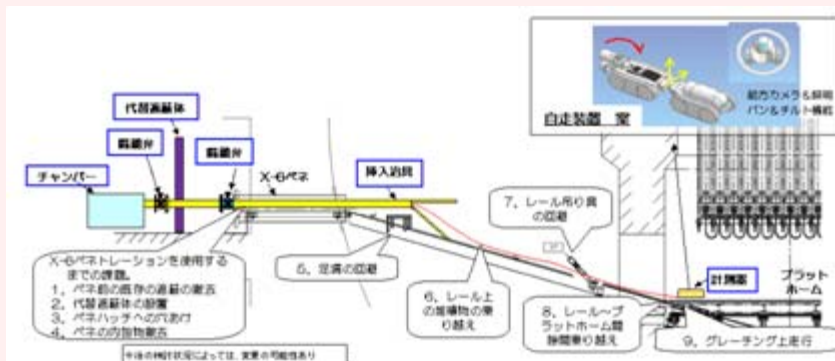 自走装置 案
前方カメラ&照明
パン&チルト機能
代替遮蔽体
隔離弁
隔離弁
X-6ペネ
挿入治具
チャンバー
7、レール吊り具
の回避
X-6ペネトレーションを使用する
までの課題。
1、ペネ前の既存の遮蔽の撤去
2、代替遮蔽体の設置
3、ペネハッチへの穴あけ
4、ペネの内部物撤去
5、足溝の回避
6、レール上
の堆積物の乗
り越え
計測器
プラット
ホーム
8、レール〜プ
ラットホーム間
隙間乗り越え
9、グレーチング上走行
今後の検討状況によっては、変更の可能性あり